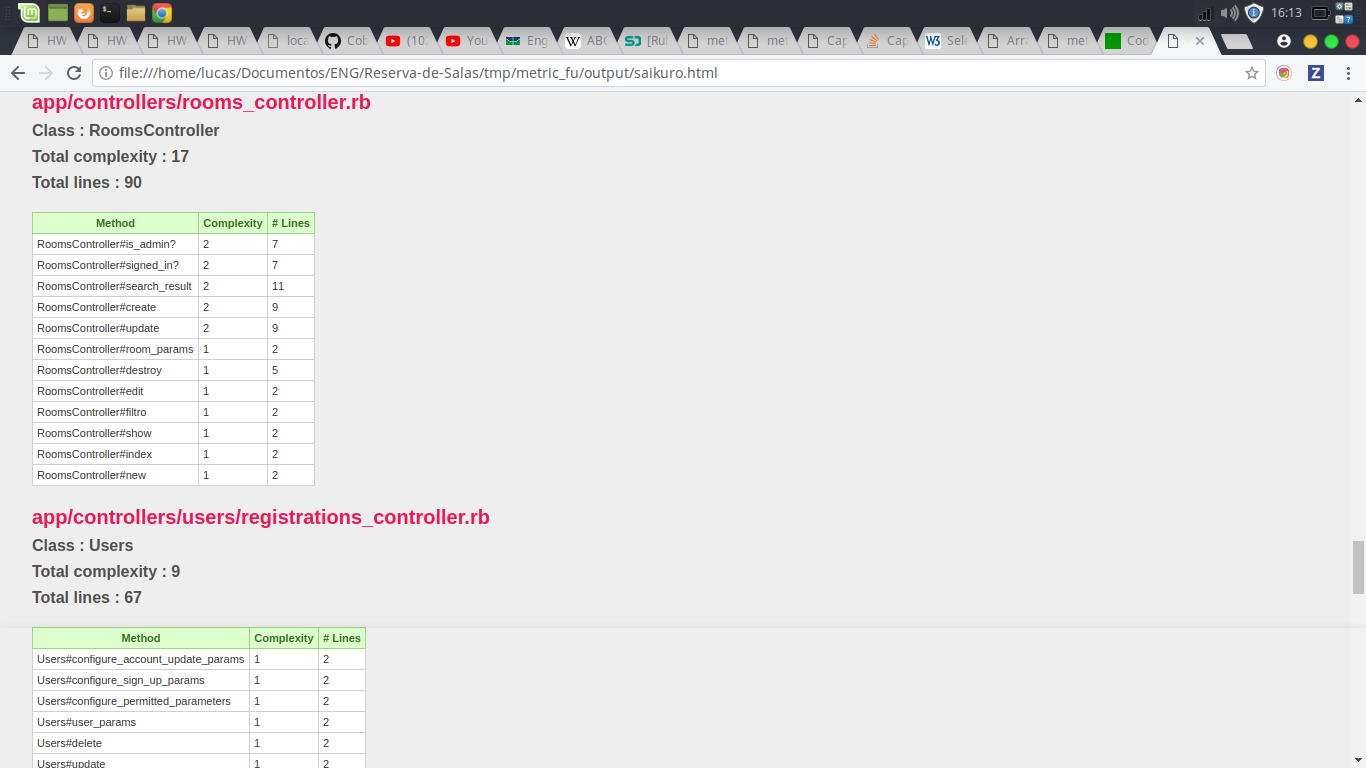 16:13
HW
HW
HW
HW
loca
Cob
(102
You
Eng
ABC
[Rul
met
met
Cap
Cap
Sele
Arra
met
Cod
file:///home/lucas/Documentos/ENG/Reserva-de-Salas/tmp/metric_fu/output/saikuro.html
app/controllers/rooms_controller.rb
Class : RoomsController
Total complexity : 17
Total lines : 90
Method Complexity # Lines
RoomsController#is_admin? 2 7
RoomsController#signed_in? 2 7
RoomsController#search_result 2 11
RoomsController#create 2 9
RoomsController#update 2 9
RoomsController#room_params 1 2
RoomsController#destroy 1 5
RoomsController#edit 1 2
RoomsController#filtro 1 2
RoomsController#show 1 2
RoomsController#index 1 2
RoomsController#new 1 2
app/controllers/users/registrations_controller.rb
Class : Users
Total complexity : 9
Total lines : 67
Method Complexity # Lines
Users#configure_account_update_params 1 2
Users#configure_sign_up_params 1 2
Users#configure_permitted_parameters 1 2
Users#user_params 1 2
Users#delete 1 2
Users#update 1 2